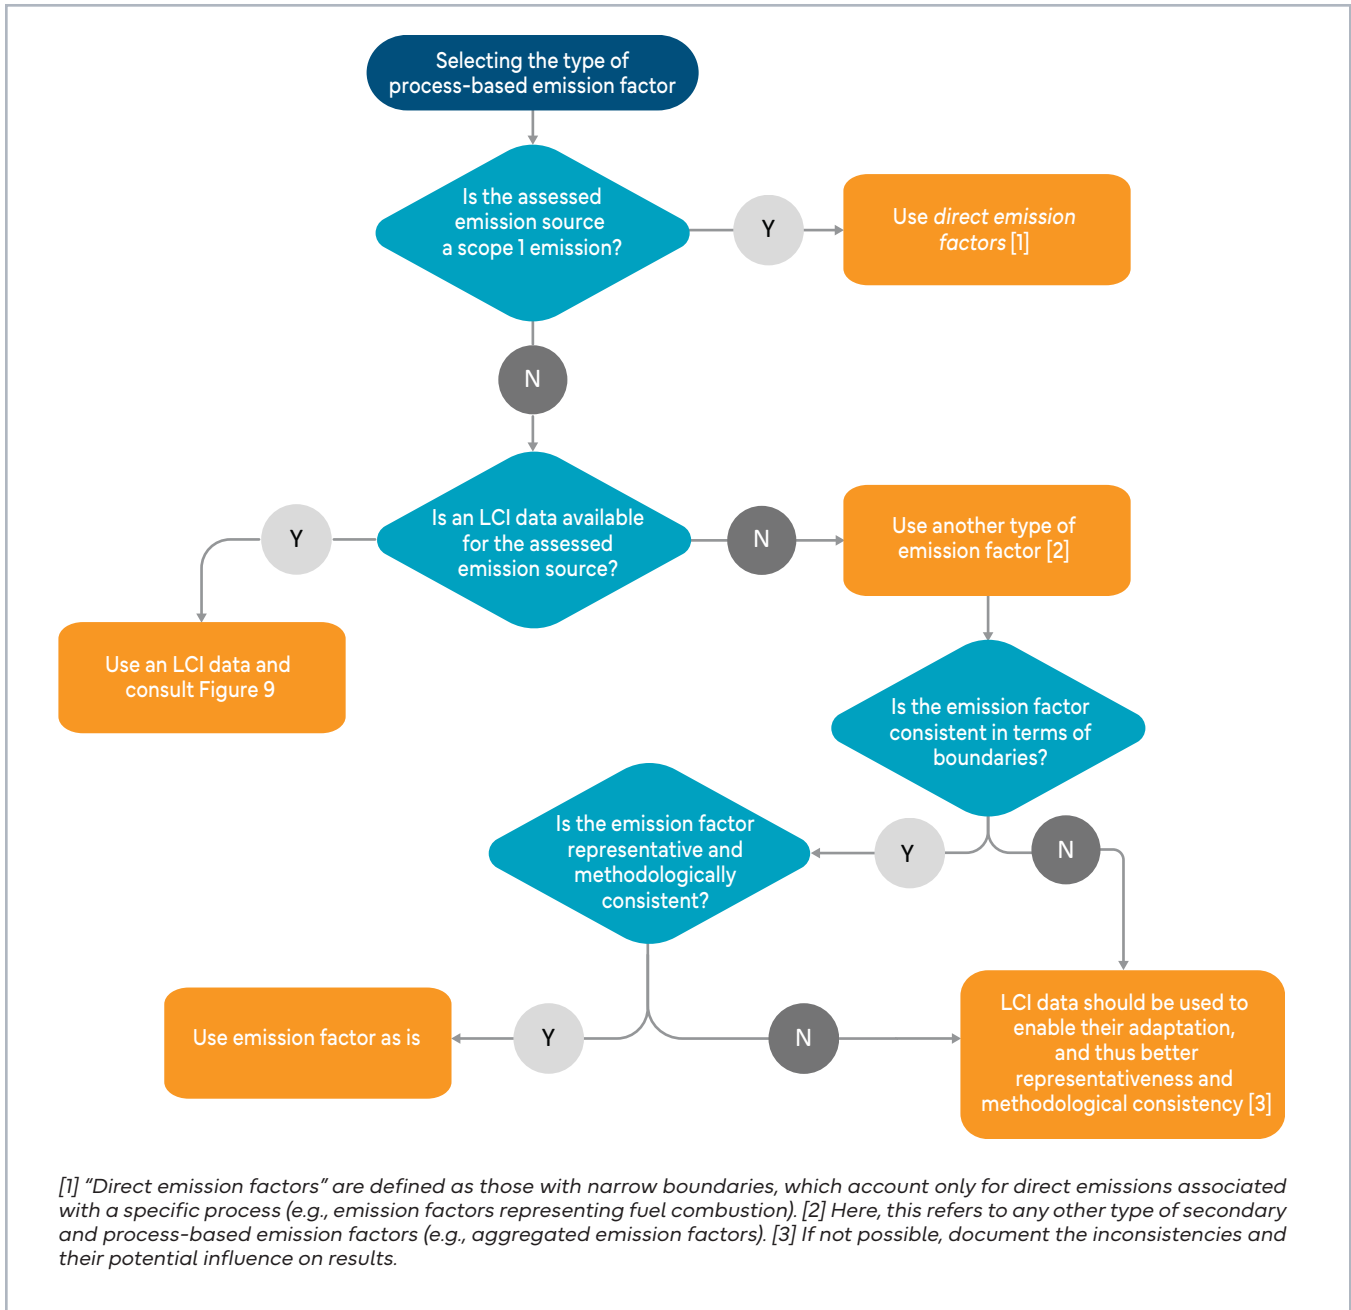 Selecting the type of
process-based emission factor
Is the assessed
emission source
a scope 1 emission?
Y
Use direct emission
factors [1]
N
Is an LCI data available
for the assessed
emission source?
Y
N
Use another type of
emission factor [2]
Use an LCI data and
consult Figure 9
Is the emission factor
consistent in terms of
boundaries?
Y
N
Is the emission factor
representative and
methodologically
consistent?
Y
N
Use emission factor as is
LCI data should be used to
enable their adaptation,
and thus better
representativeness and
methodological consistency [3]
[1] “Direct emission factors” are defined as those with narrow boundaries, which account only for direct emissions associated
with a specific process (e.g., emission factors representing fuel combustion). [2] Here, this refers to any other type of secondary
and process-based emission factors (e.g., aggregated emission factors). [3] If not possible, document the inconsistencies and
their potential influence on results.